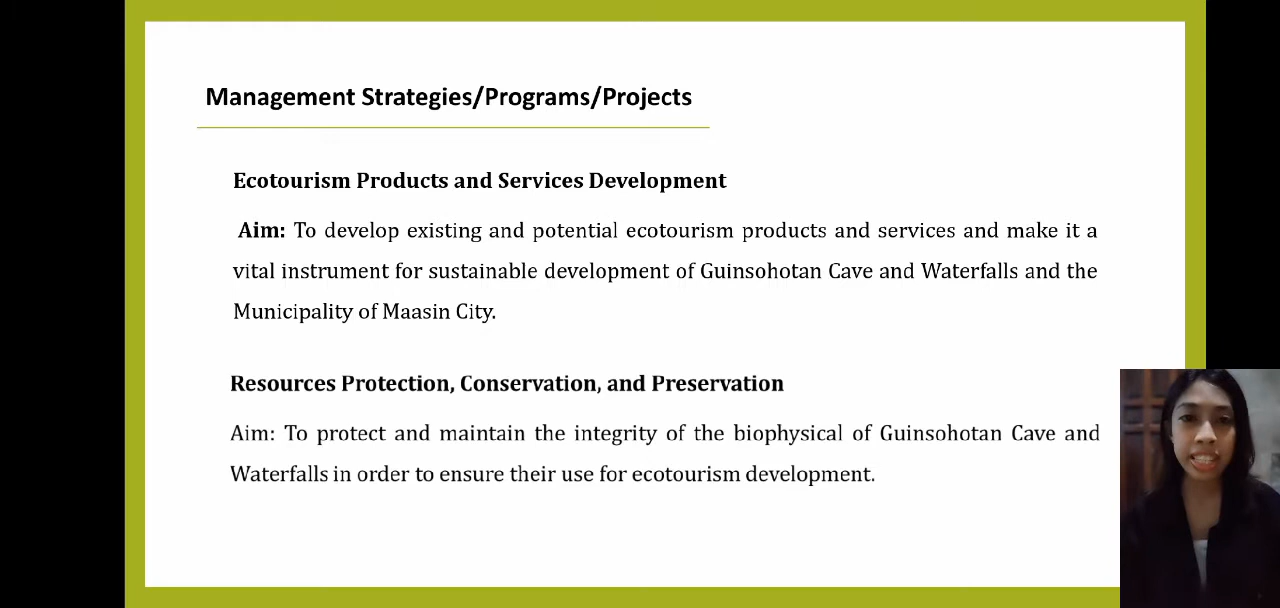 Management Strategies/Programs/Projects
Ecotourism Products and Services Development
Aim: To develop existing and potential ecotourism products and services and make it a
vital instrument for sustainable development of Guinsohotan Cave and Waterfalls and the
Municipality of Maasin City.
Resources Protection, Conservation, and Preservation
Aim: To protect and maintain the integrity of the biophysical of Guinsohotan Cave and
Waterfalls in order to ensure their use for ecotourism development.